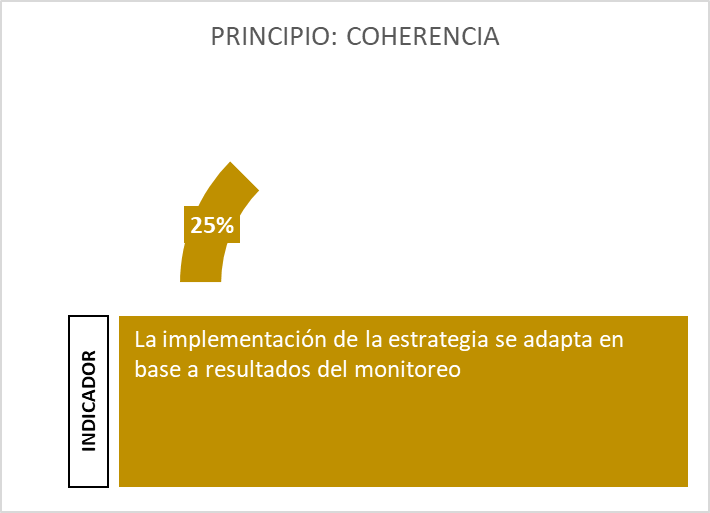 PRINCIPIO: COHERENCIA
25%
INDICADOR
La implementación de la estrategia se adapta en
base a resultados del monitoreo